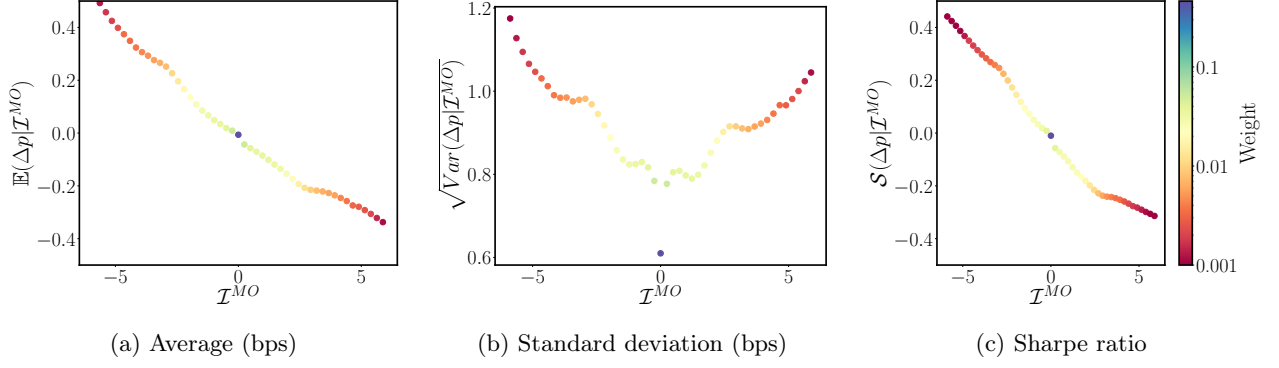 0.4
0.2
0.0
−0.2
−0.4
𝔼(Δp|ℐ^{MO})
−5
0
5
ℐ^{MO}
(a) Average (bps)
1.2
1.0
0.8
0.6
√Var(Δp|ℐ^{MO})
−5
0
5
ℐ^{MO}
(b) Standard deviation (bps)
0.4
0.2
0.0
−0.2
−0.4
𝒮(Δp|ℐ^{MO})
−5
0
5
ℐ^{MO}
(c) Sharpe ratio
0.1
0.01
0.001
Weight